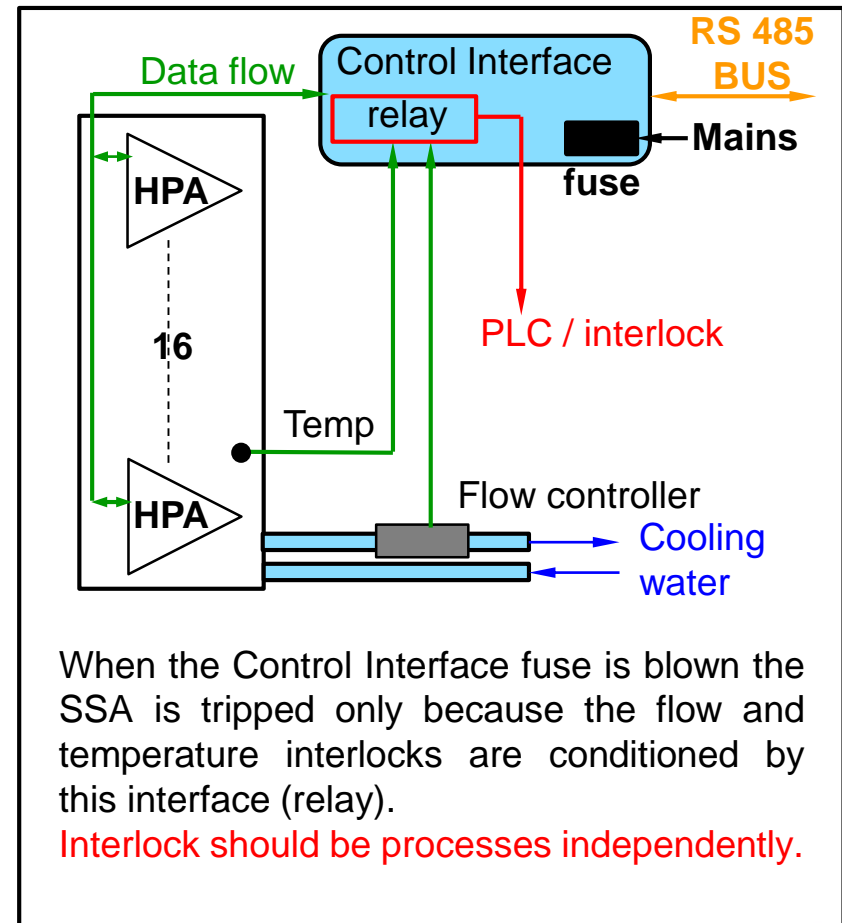 RS 485
BUS
Data flow
Control Interface
relay
Mains
fuse
HPA
16
PLC / interlock
Temp
HPA
Flow controller
Cooling
water
When the Control Interface fuse is blown the
SSA is tripped only because the flow and
temperature interlocks are conditioned by
this interface (relay).
Interlock should be processes independently.